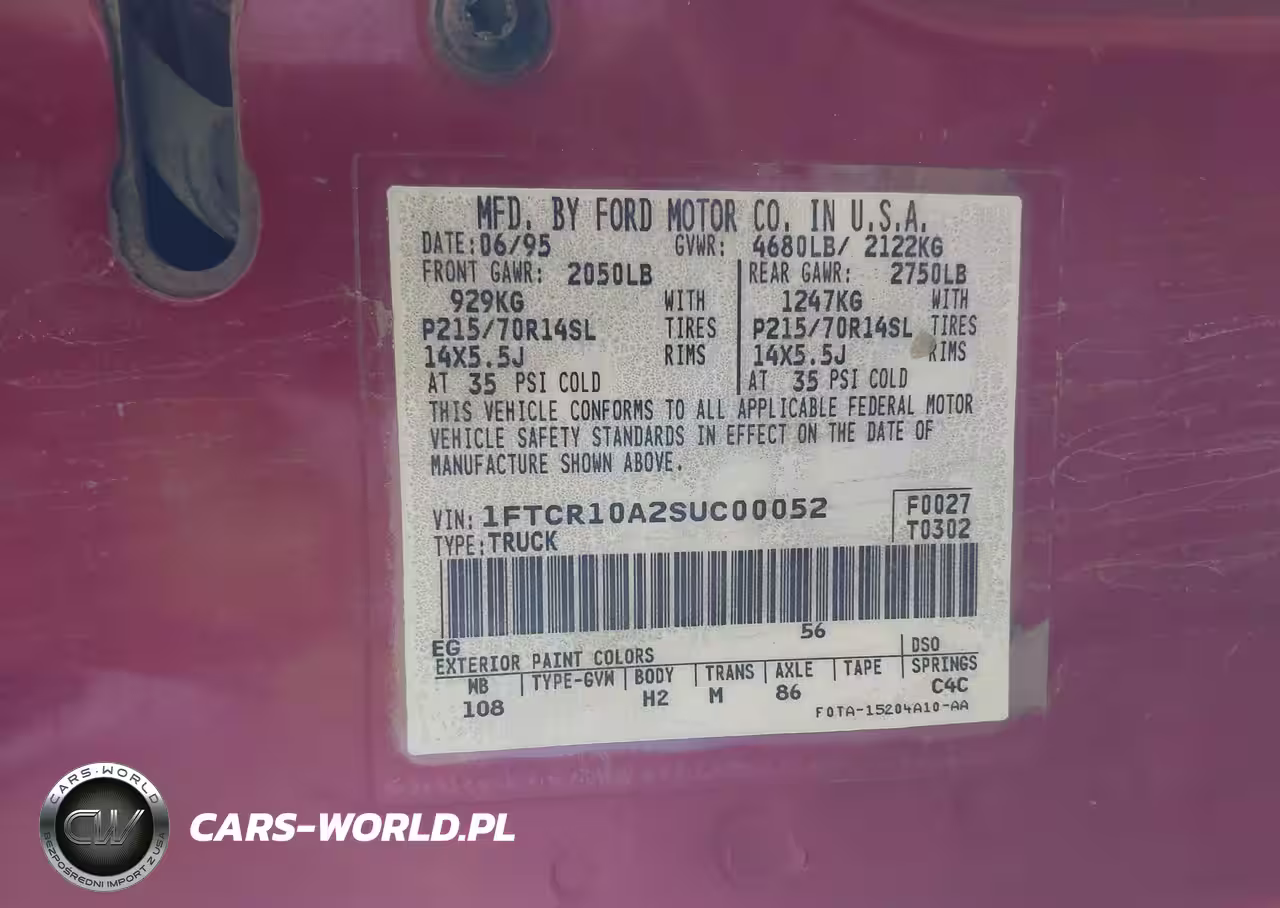 MFD. BY FORD MOTOR CO. IN U.S.A.
DATE: 06/95 GVWR: 4680LB/ 2122KG
FRONT GAWR: 2050LB REAR GAWR: 2750LB
929KG WITH 1247KG WITH
P215/70R14SL TIRES P215/70R14SL TIRES
14X5.5J RIMS 14X5.5J RIMS
AT 35 PSI COLD AT 35 PSI COLD
THIS VEHICLE CONFORMS TO ALL APPLICABLE FEDERAL MOTOR
VEHICLE SAFETY STANDARDS IN EFFECT ON THE DATE OF
MANUFACTURE SHOWN ABOVE.
VIN: 1FTCR10A2SUC00052 F0027
TYPE: TRUCK T0302
EG 56
EXTERIOR PAINT COLORS DSO
WB TYPE-GVW BODY TRANS AXLE TAPE SPRINGS
108 H2 M 86 C4C
F0TA-15204A10-AA
CARS-WORLD
CW
BEZPOŚREDNI IMPORT Z USA
CARS-WORLD.PL